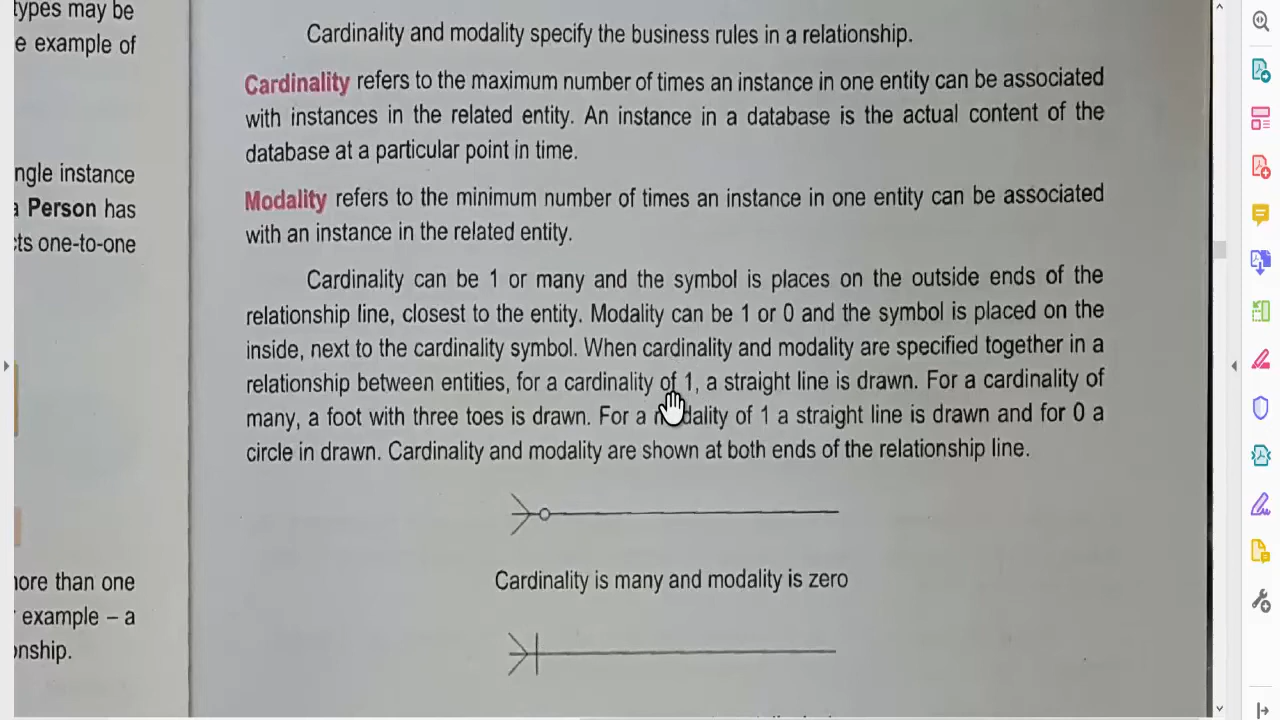 types may be
e example of
ngle instance
a Person has
cts one-to-one
nore than one
example – a
onship.
Cardinality and modality specify the business rules in a relationship.
Cardinality refers to the maximum number of times an instance in one entity can be associated
with instances in the related entity. An instance in a database is the actual content of the
database at a particular point in time.
Modality refers to the minimum number of times an instance in one entity can be associated
with an instance in the related entity.
Cardinality can be 1 or many and the symbol is places on the outside ends of the
relationship line, closest to the entity. Modality can be 1 or 0 and the symbol is placed on the
inside, next to the cardinality symbol. When cardinality and modality are specified together in a
relationship between entities, for a cardinality of 1, a straight line is drawn. For a cardinality of
many, a foot with three toes is drawn. For a modality of 1 a straight line is drawn and for 0 a
circle in drawn. Cardinality and modality are shown at both ends of the relationship line.
Cardinality is many and modality is zero